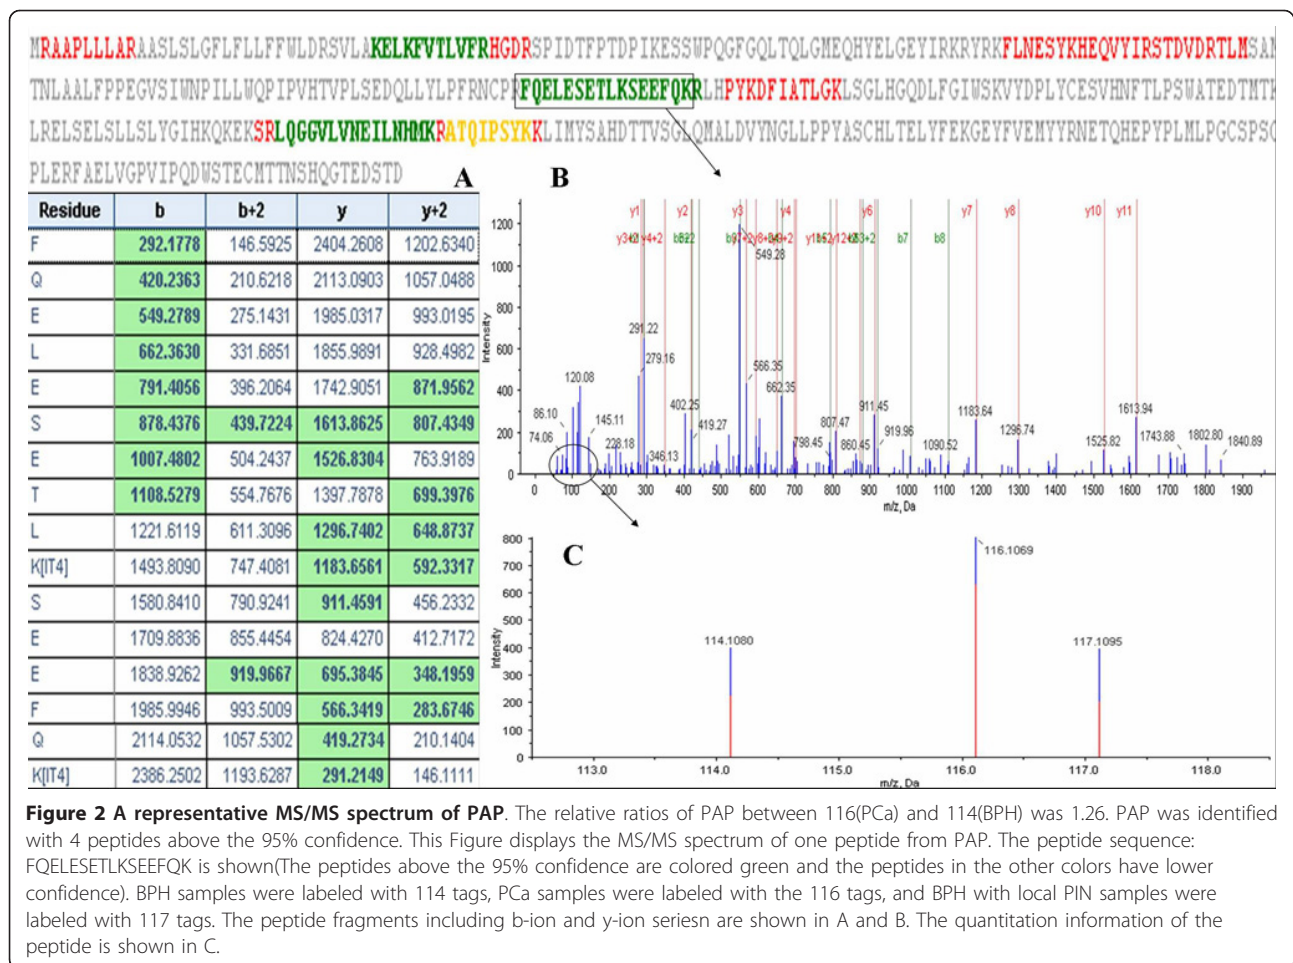 MRAAPLLLARAASLSLGFLFLLFFWLDRSVLAKELKFVTLVFRHGDRSPIDTFPTDPIKESSWPQGFGQLTQLGMEQHYELGEYIRKRYRKFLNESYKHEQVYIRSTDVDRTLMSAM
TNLAALFPPEGVSIWNPILLWQPIPVHTVPLSEDQLLYLPFRNCPRFQELESETLKSEEFQKRLHPYKDFIATLGKLSGLHGQDLFGIWSKVYDPLYCESVHNFTLPSWATEDTMTK
LRELSELSLLSLYGIHKQKEKSRLQGGVLVNEILNHMKRATQIPSYKKLIMYSAHDTTVSGLQMALDVYNGLLPPYASCHLTELYFEKGEYFVEMYYRNETQHEPYPLMLPGCSPSC
PLERFAELVGPVIPQDWSTECMTTNSHQGTEDSTD
A
B
Residue b b+2 y y+2
F 292.1778 146.5925 2404.2608 1202.6340
Q 420.2363 210.6218 2113.0903 1057.0488
E 549.2789 275.1431 1985.0317 993.0195
L 662.3630 331.6851 1855.9891 928.4982
E 791.4056 396.2064 1742.9051 871.9562
S 878.4376 439.7224 1613.8625 807.4349
E 1007.4802 504.2437 1526.8304 763.9189
T 1108.5279 554.7676 1397.7878 699.3976
L 1221.6119 611.3096 1296.7402 648.8737
K[IT4] 1493.8090 747.4081 1183.6561 592.3317
S 1580.8410 790.9241 911.4591 456.2332
E 1709.8836 855.4454 824.4270 412.7172
E 1838.9262 919.9667 695.3845 348.1959
F 1985.9946 993.5009 566.3419 283.6746
Q 2114.0532 1057.5302 419.2734 210.1404
K[IT4] 2386.2502 1193.6287 291.2149 146.1111
y1 y2 y3 y4 y6 y7 y8 y10 y11
y4+2 b7 b8
Intensity
1200
1000
800
600
400
200
0
549.28
291.22
279.16
566.35
662.35
120.08
86.10
74.06
145.11
228.18
346.13
402.25
419.27
798.45
807.47
860.45
911.45
919.96
1090.52
1183.64
1296.74
1525.82
1613.94
1743.88
1802.80
1840.89
0 100 200 300 400 500 600 700 800 900 1000 1100 1200 1300 1400 1500 1600 1700 1800 1900
m/z, Da
C
Intensity
800
700
600
500
400
300
200
100
0
114.1080
116.1069
117.1095
113.0 114.0 115.0 116.0 117.0 118.0
m/z, Da
Figure 2 A representative MS/MS spectrum of PAP. The relative ratios of PAP between 116(PCa) and 114(BPH) was 1.26. PAP was identified
with 4 peptides above the 95% confidence. This Figure displays the MS/MS spectrum of one peptide from PAP. The peptide sequence:
FQELESETLKSEEFQK is shown(The peptides above the 95% confidence are colored green and the peptides in the other colors have lower
confidence). BPH samples were labeled with 114 tags, PCa samples were labeled with the 116 tags, and BPH with local PIN samples were
labeled with 117 tags. The peptide fragments including b-ion and y-ion seriesn are shown in A and B. The quantitation information of the
peptide is shown in C.